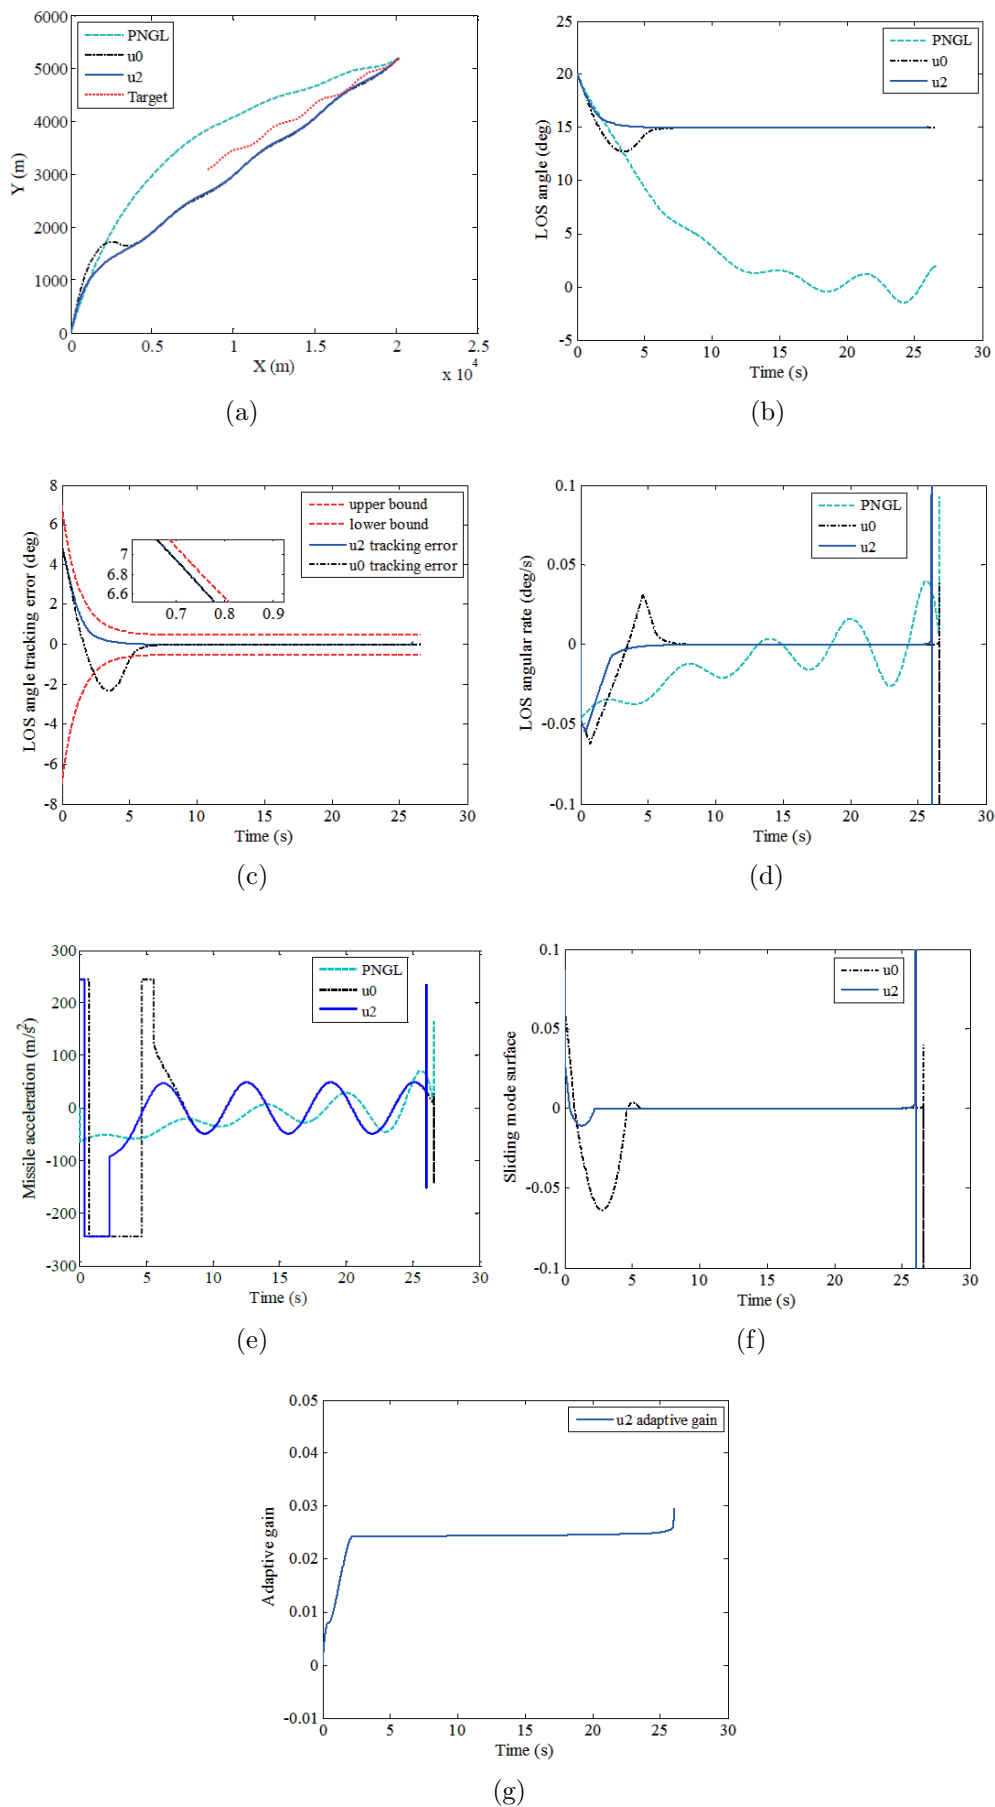 6000
5000
4000
3000
2000
1000
0
Y (m)
PNGL
u0
u2
Target
0 0.5 1 1.5 2 2.5
X (m)
x 10^4
(a)
25
20
15
10
5
0
-5
LOS angle (deg)
PNGL
u0
u2
0 5 10 15 20 25 30
Time (s)
(b)
8
6
4
2
0
-2
-4
-6
-8
LOS angle tracking error (deg)
upper bound
lower bound
u2 tracking error
u0 tracking error
7
6.8
6.6
0.7 0.8 0.9
0 5 10 15 20 25 30
Time (s)
(c)
0.1
0.05
0
-0.05
-0.1
LOS angular rate (deg/s)
PNGL
u0
u2
0 5 10 15 20 25 30
Time (s)
(d)
300
200
100
0
-100
-200
-300
Missile acceleration (m/s²)
PNGL
u0
u2
0 5 10 15 20 25 30
Time (s)
(e)
0.1
0.05
0
-0.05
-0.1
Sliding mode surface
u0
u2
0 5 10 15 20 25 30
Time (s)
(f)
0.05
0.04
0.03
0.02
0.01
0
-0.01
Adaptive gain
u2 adaptive gain
0 5 10 15 20 25 30
Time (s)
(g)